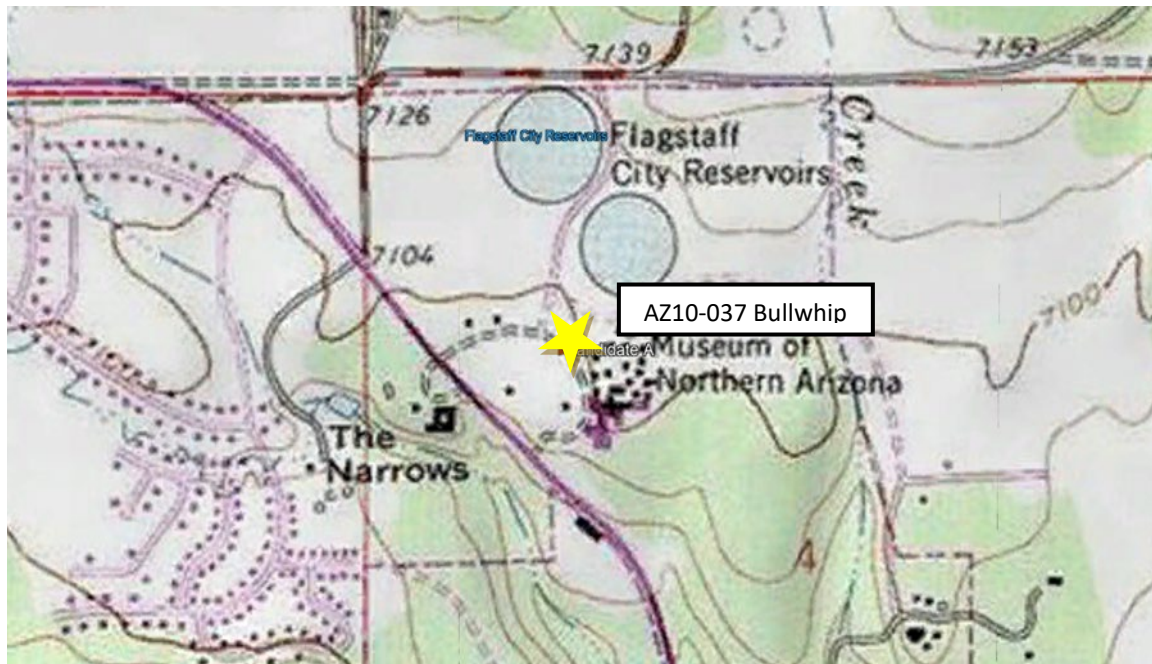 7139
7153
7126
Flagstaff City Reservoirs
Flagstaff
City Reservoirs
Creek
7104
AZ10-037 Bullwhip
7100
Museum of
Northern Arizona
The
Narrows
4